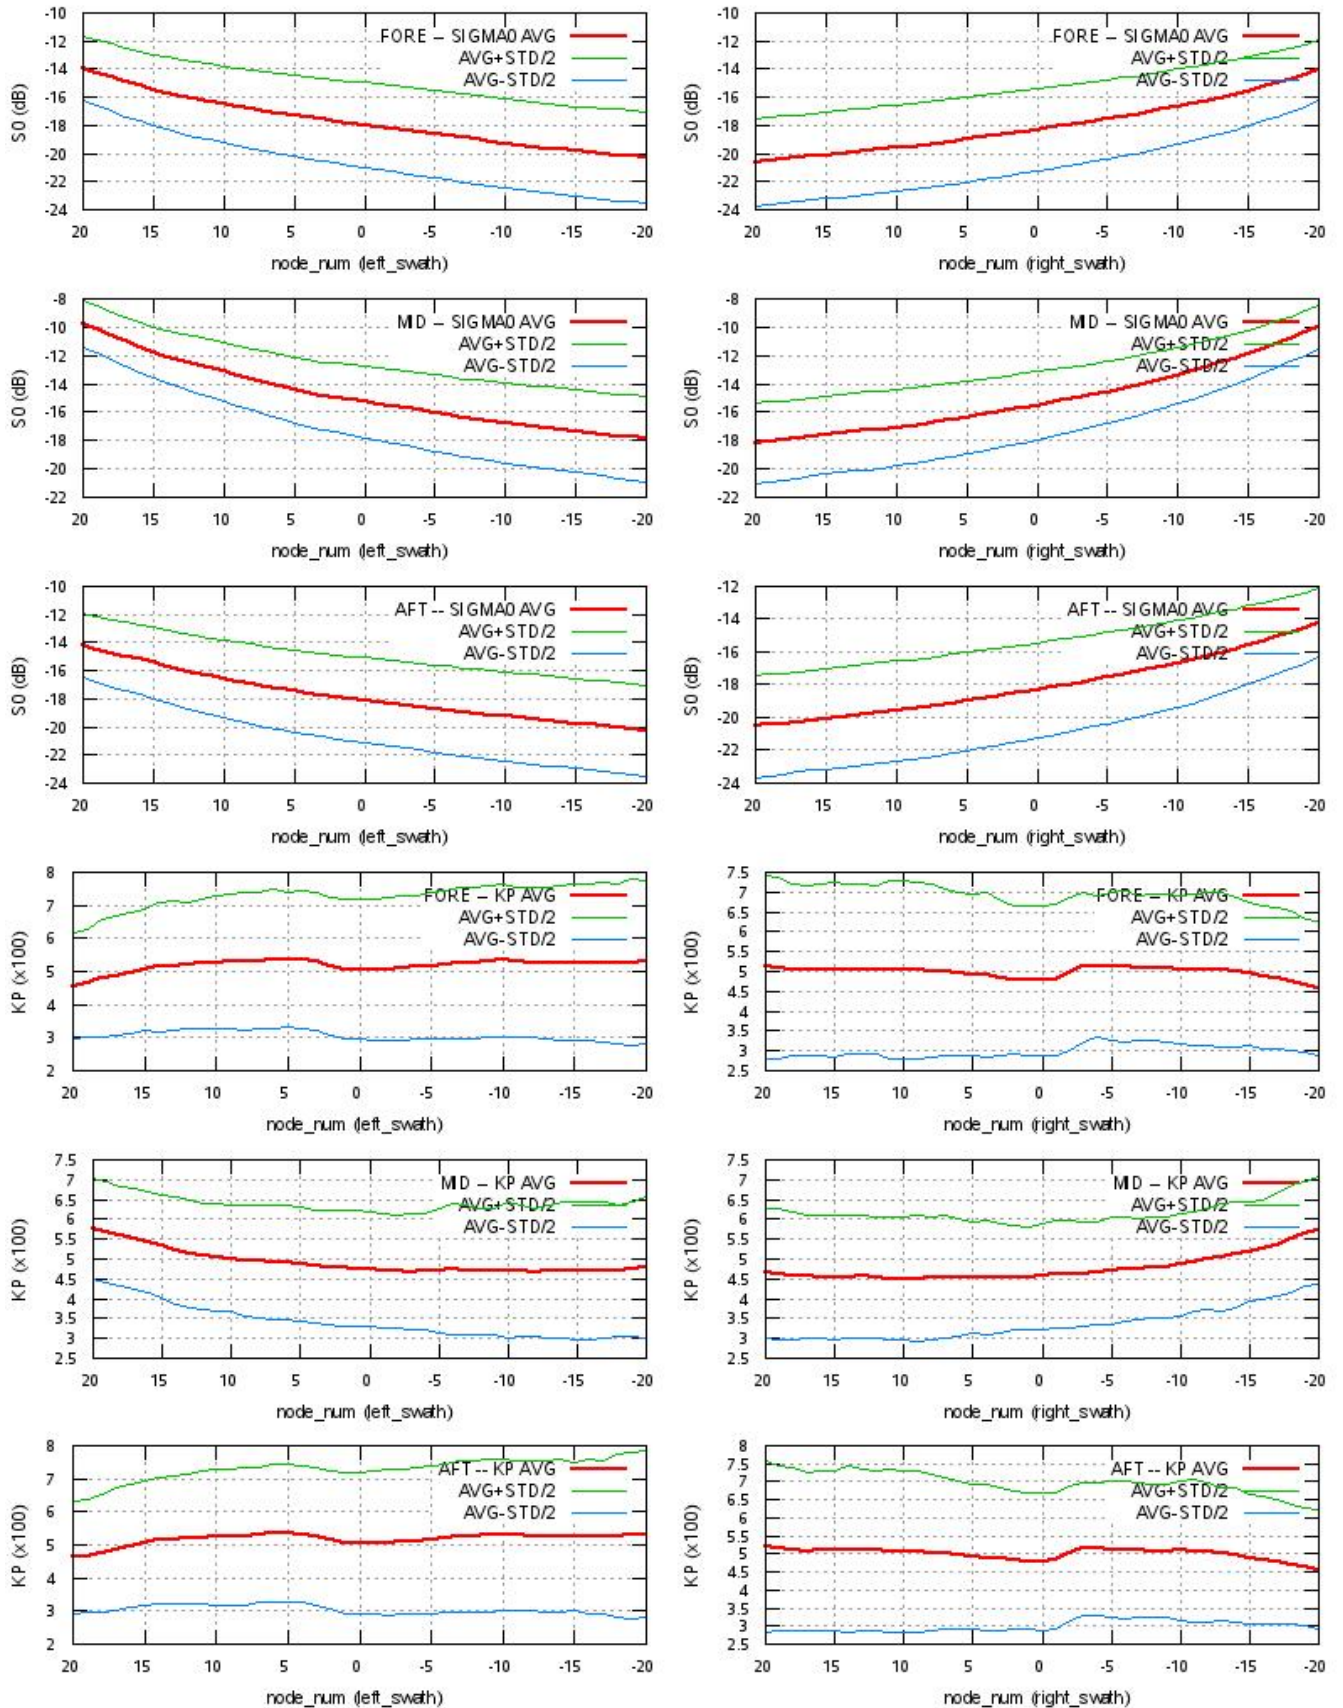 -10
-12
-14
-16
-18
-20
-22
-24
S0 (dB)
FORE -- SIGMA0 AVG
AVG+STD/2
AVG-STD/2
20 15 10 5 0 -5 -10 -15 -20
node_num (left_swath)
-10
-12
-14
-16
-18
-20
-22
-24
S0 (dB)
FORE -- SIGMA0 AVG
AVG+STD/2
AVG-STD/2
20 15 10 5 0 -5 -10 -15 -20
node_num (right_swath)
-8
-10
-12
-14
-16
-18
-20
-22
S0 (dB)
MID -- SIGMA0 AVG
AVG+STD/2
AVG-STD/2
20 15 10 5 0 -5 -10 -15 -20
node_num (left_swath)
-8
-10
-12
-14
-16
-18
-20
-22
S0 (dB)
MID -- SIGMA0 AVG
AVG+STD/2
AVG-STD/2
20 15 10 5 0 -5 -10 -15 -20
node_num (right_swath)
-10
-12
-14
-16
-18
-20
-22
-24
S0 (dB)
AFT -- SIGMA0 AVG
AVG+STD/2
AVG-STD/2
20 15 10 5 0 -5 -10 -15 -20
node_num (left_swath)
-12
-14
-16
-18
-20
-22
-24
S0 (dB)
AFT -- SIGMA0 AVG
AVG+STD/2
AVG-STD/2
20 15 10 5 0 -5 -10 -15 -20
node_num (right_swath)
8
7
6
5
4
3
2
KP (x100)
FORE -- KP AVG
AVG+STD/2
AVG-STD/2
20 15 10 5 0 -5 -10 -15 -20
node_num (left_swath)
7.5
7
6.5
6
5.5
5
4.5
4
3.5
3
2.5
KP (x100)
FORE -- KP AVG
AVG+STD/2
AVG-STD/2
20 15 10 5 0 -5 -10 -15 -20
node_num (right_swath)
7.5
7
6.5
6
5.5
5
4.5
4
3.5
3
2.5
KP (x100)
MID -- KP AVG
AVG+STD/2
AVG-STD/2
20 15 10 5 0 -5 -10 -15 -20
node_num (left_swath)
7.5
7
6.5
6
5.5
5
4.5
4
3.5
3
2.5
KP (x100)
MID -- KP AVG
AVG+STD/2
AVG-STD/2
20 15 10 5 0 -5 -10 -15 -20
node_num (right_swath)
8
7
6
5
4
3
2
KP (x100)
AFT -- KP AVG
AVG+STD/2
AVG-STD/2
20 15 10 5 0 -5 -10 -15 -20
node_num (left_swath)
8
7.5
7
6.5
6
5.5
5
4.5
4
3.5
3
2.5
KP (x100)
AFT -- KP AVG
AVG+STD/2
AVG-STD/2
20 15 10 5 0 -5 -10 -15 -20
node_num (right_swath)